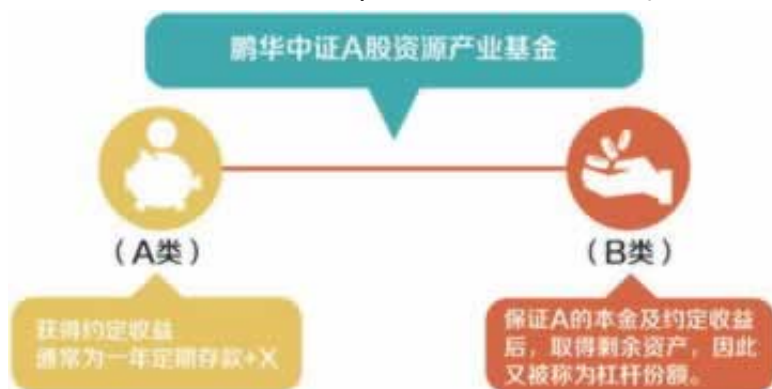 鹏华中证A股资源产业基金
（A类）
（B类）
获得约定收益
通常为一年定期存款+X
保证A的本金及约定收益
后，取得剩余资产，因此
又被称为杠杆份额。